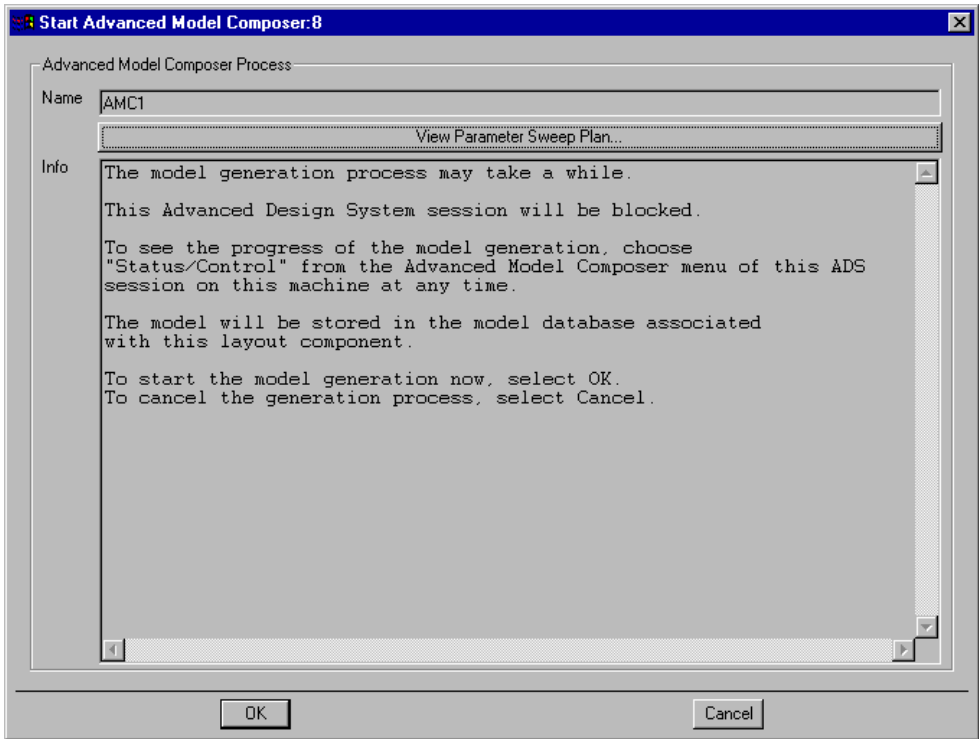 Start Advanced Model Composer:8
Advanced Model Composer Process
Name
AMC1
View Parameter Sweep Plan...
Info
The model generation process may take a while.
This Advanced Design System session will be blocked.
To see the progress of the model generation, choose
"Status/Control" from the Advanced Model Composer menu of this ADS
session on this machine at any time.
The model will be stored in the model database associated
with this layout component.
To start the model generation now, select OK.
To cancel the generation process, select Cancel.
OK
Cancel